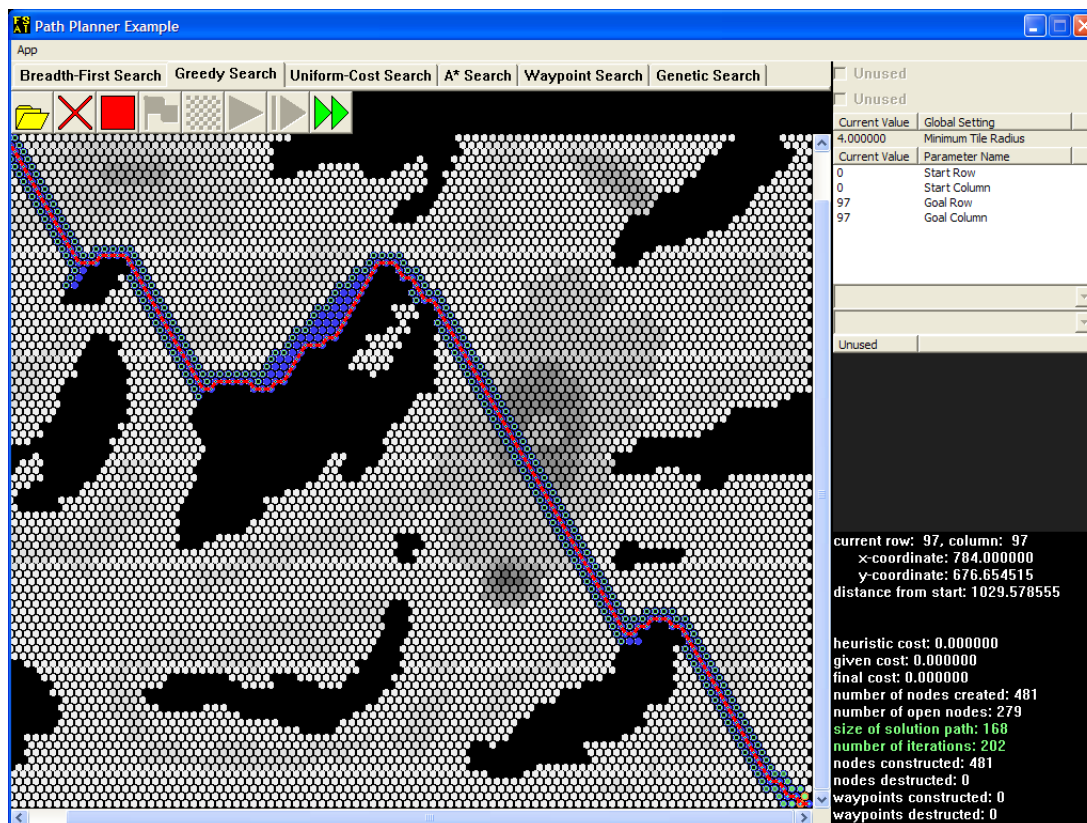 FS AI Path Planner Example
App
Breadth-First Search Greedy Search Uniform-Cost Search A* Search Waypoint Search Genetic Search
Unused
Unused
Current Value Global Setting
4.000000 Minimum Tile Radius
Current Value Parameter Name
0 Start Row
0 Start Column
97 Goal Row
97 Goal Column
Unused
current row: 97, column: 97
x-coordinate: 784.000000
y-coordinate: 676.654515
distance from start: 1029.578555
heuristic cost: 0.000000
given cost: 0.000000
final cost: 0.000000
number of nodes created: 481
number of open nodes: 279
size of solution path: 168
number of iterations: 202
nodes constructed: 481
nodes destructed: 0
waypoints constructed: 0
waypoints destructed: 0